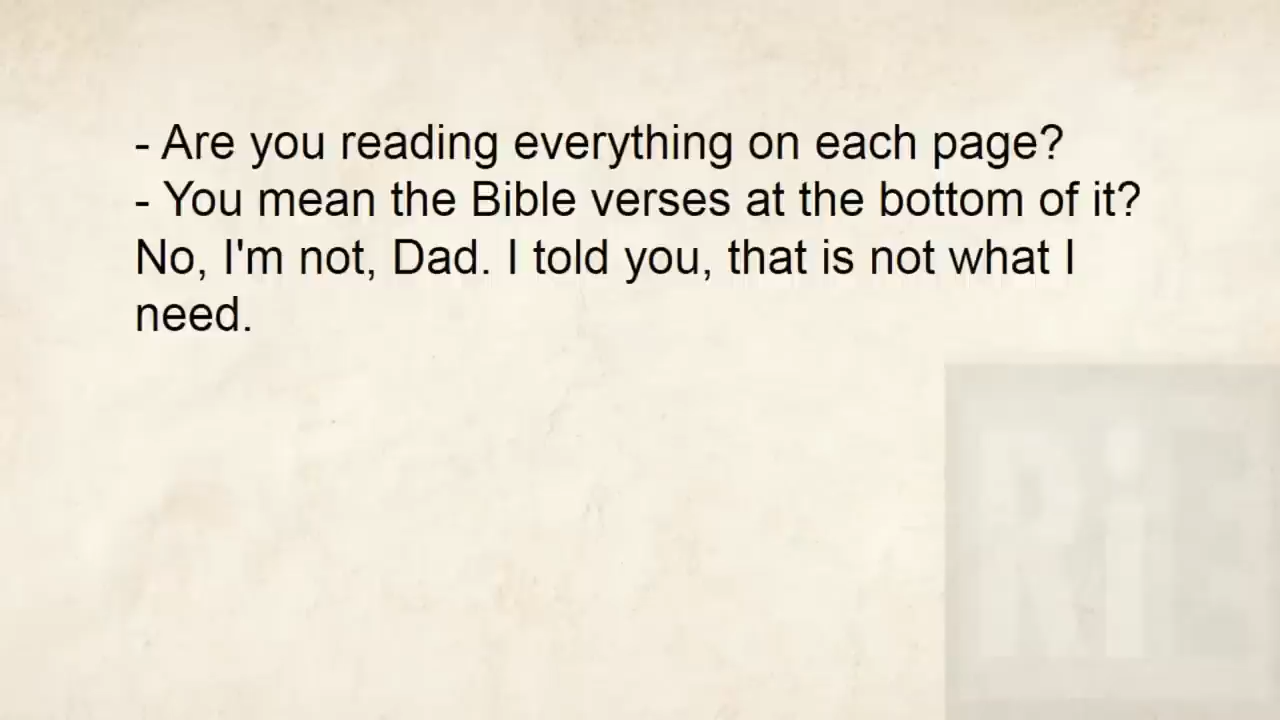 - Are you reading everything on each page?
- You mean the Bible verses at the bottom of it?
No, I'm not, Dad. I told you, that is not what I
need.
RiE